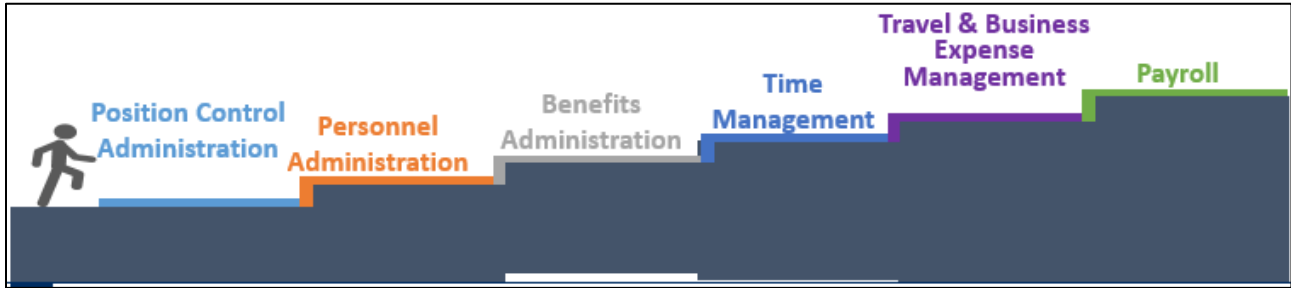 Position Control
Administration
Personnel
Administration
Benefits
Administration
Time
Management
Travel & Business
Expense
Management
Payroll